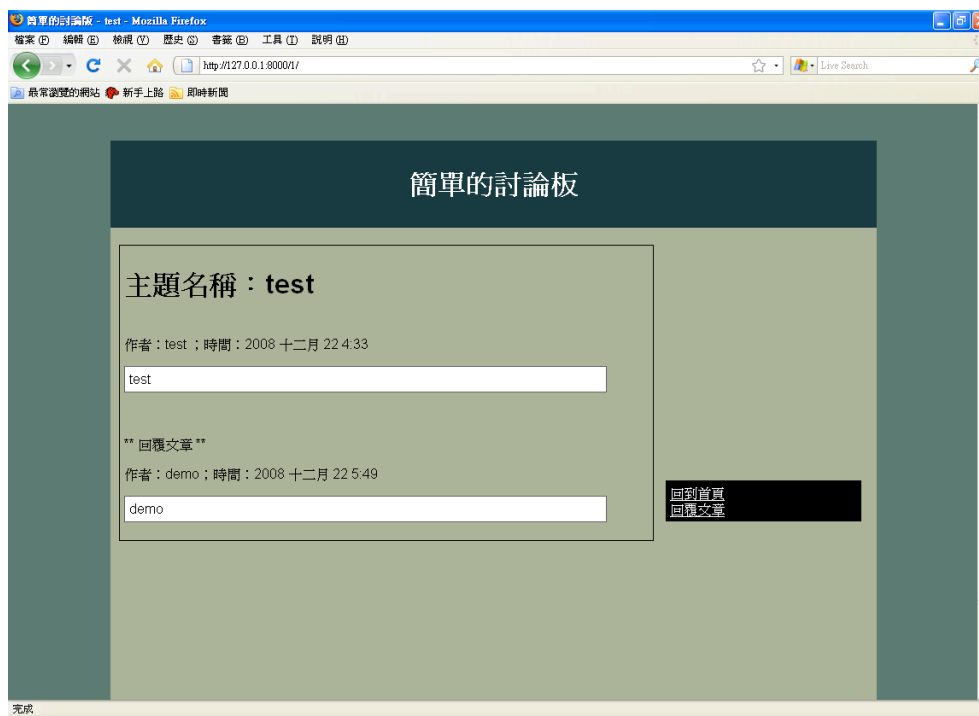 簡單的討論版 - test - Mozilla Firefox
檔案(F) 編輯(E) 檢視(V) 歷史(S) 書籤(B) 工具(T) 說明(H)
http://127.0.0.1:8000/1/
Live Search
最常瀏覽的網站 新手上路 即時新聞
簡單的討論板
主題名稱：test
作者：test ；時間：2008 十二月 22 4:33
test
** 回覆文章 **
作者：demo；時間：2008 十二月 22 5:49
demo
回到首頁
回覆文章
完成